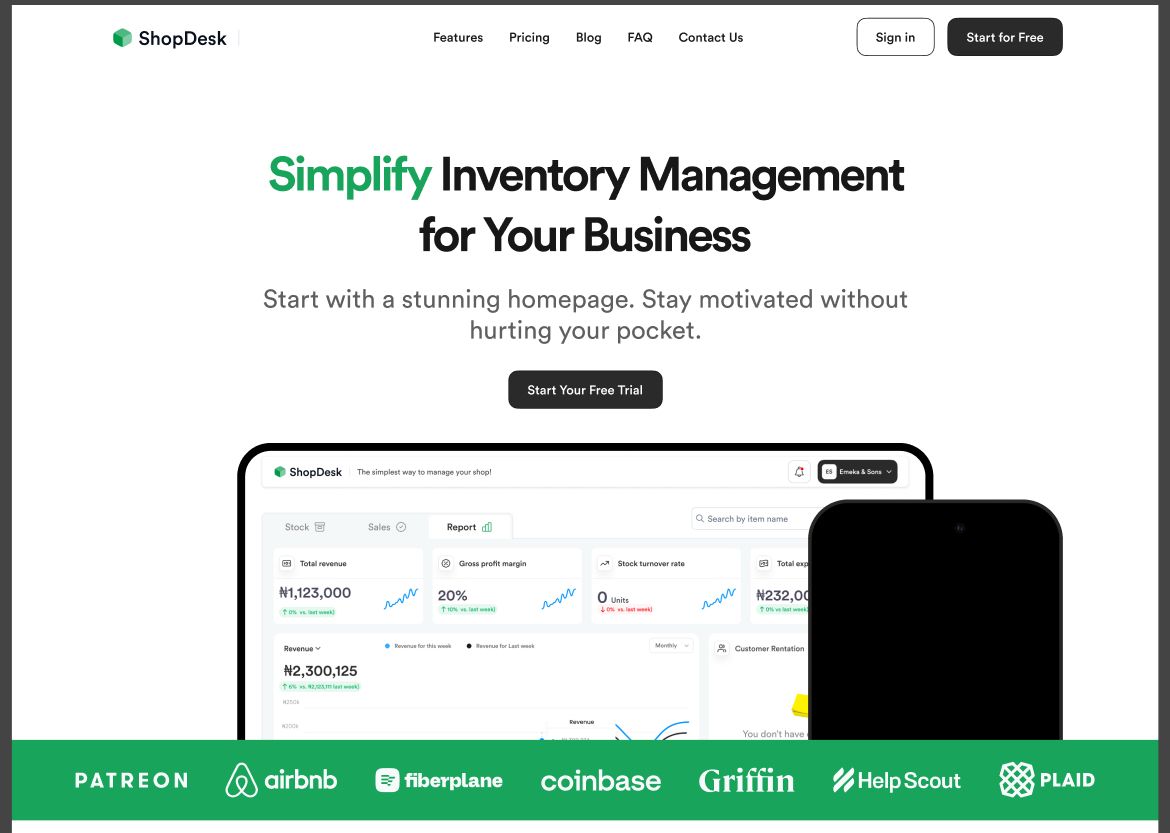 ShopDesk
Features Pricing Blog FAQ Contact Us
Sign in Start for Free
Simplify Inventory Management
for Your Business
Start with a stunning homepage. Stay motivated without
hurting your pocket.
Start Your Free Trial
ShopDesk The simplest way to manage your shop!
ES Emeka & Sons
Stock Sales Report
Search by item name
Total revenue
₦1,123,000
↑ 0% vs. last week)
Gross profit margin
20%
↑ 10% vs. last week)
Stock turnover rate
0 Units
↓ 0% vs. last week)
Total exp
₦232,00
↑ 0% vs last week)
Revenue
Revenue for this week Revenue for Last week
Monthly
₦2,300,125
↑ 6% vs. ₦2,123,111 last week)
₦250k
₦200k
Revenue
Customer Rentation
You don't have
PATREON airbnb fiberplane coinbase Griffin Help Scout PLAID